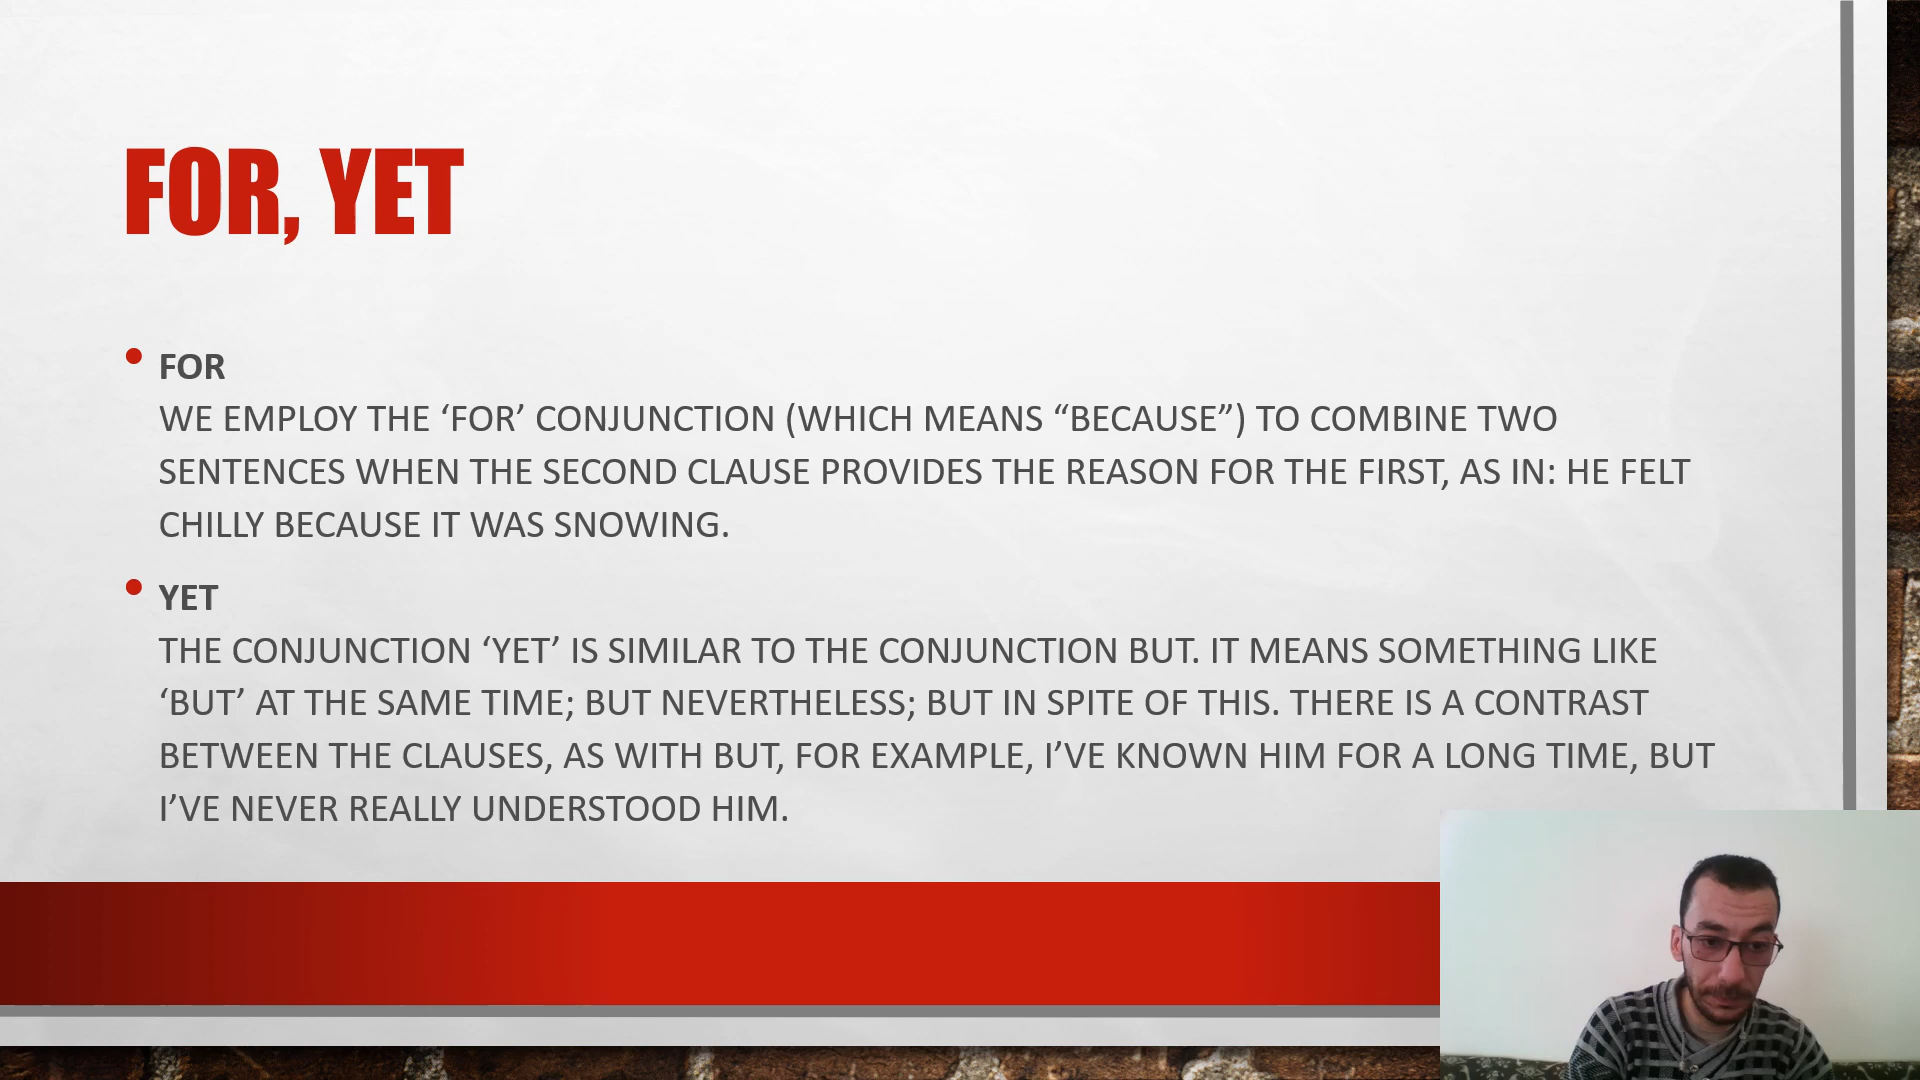 FOR, YET
• FOR
WE EMPLOY THE ‘FOR’ CONJUNCTION (WHICH MEANS “BECAUSE”) TO COMBINE TWO
SENTENCES WHEN THE SECOND CLAUSE PROVIDES THE REASON FOR THE FIRST, AS IN: HE FELT
CHILLY BECAUSE IT WAS SNOWING.
• YET
THE CONJUNCTION ‘YET’ IS SIMILAR TO THE CONJUNCTION BUT. IT MEANS SOMETHING LIKE
‘BUT’ AT THE SAME TIME; BUT NEVERTHELESS; BUT IN SPITE OF THIS. THERE IS A CONTRAST
BETWEEN THE CLAUSES, AS WITH BUT, FOR EXAMPLE, I’VE KNOWN HIM FOR A LONG TIME, BUT
I’VE NEVER REALLY UNDERSTOOD HIM.